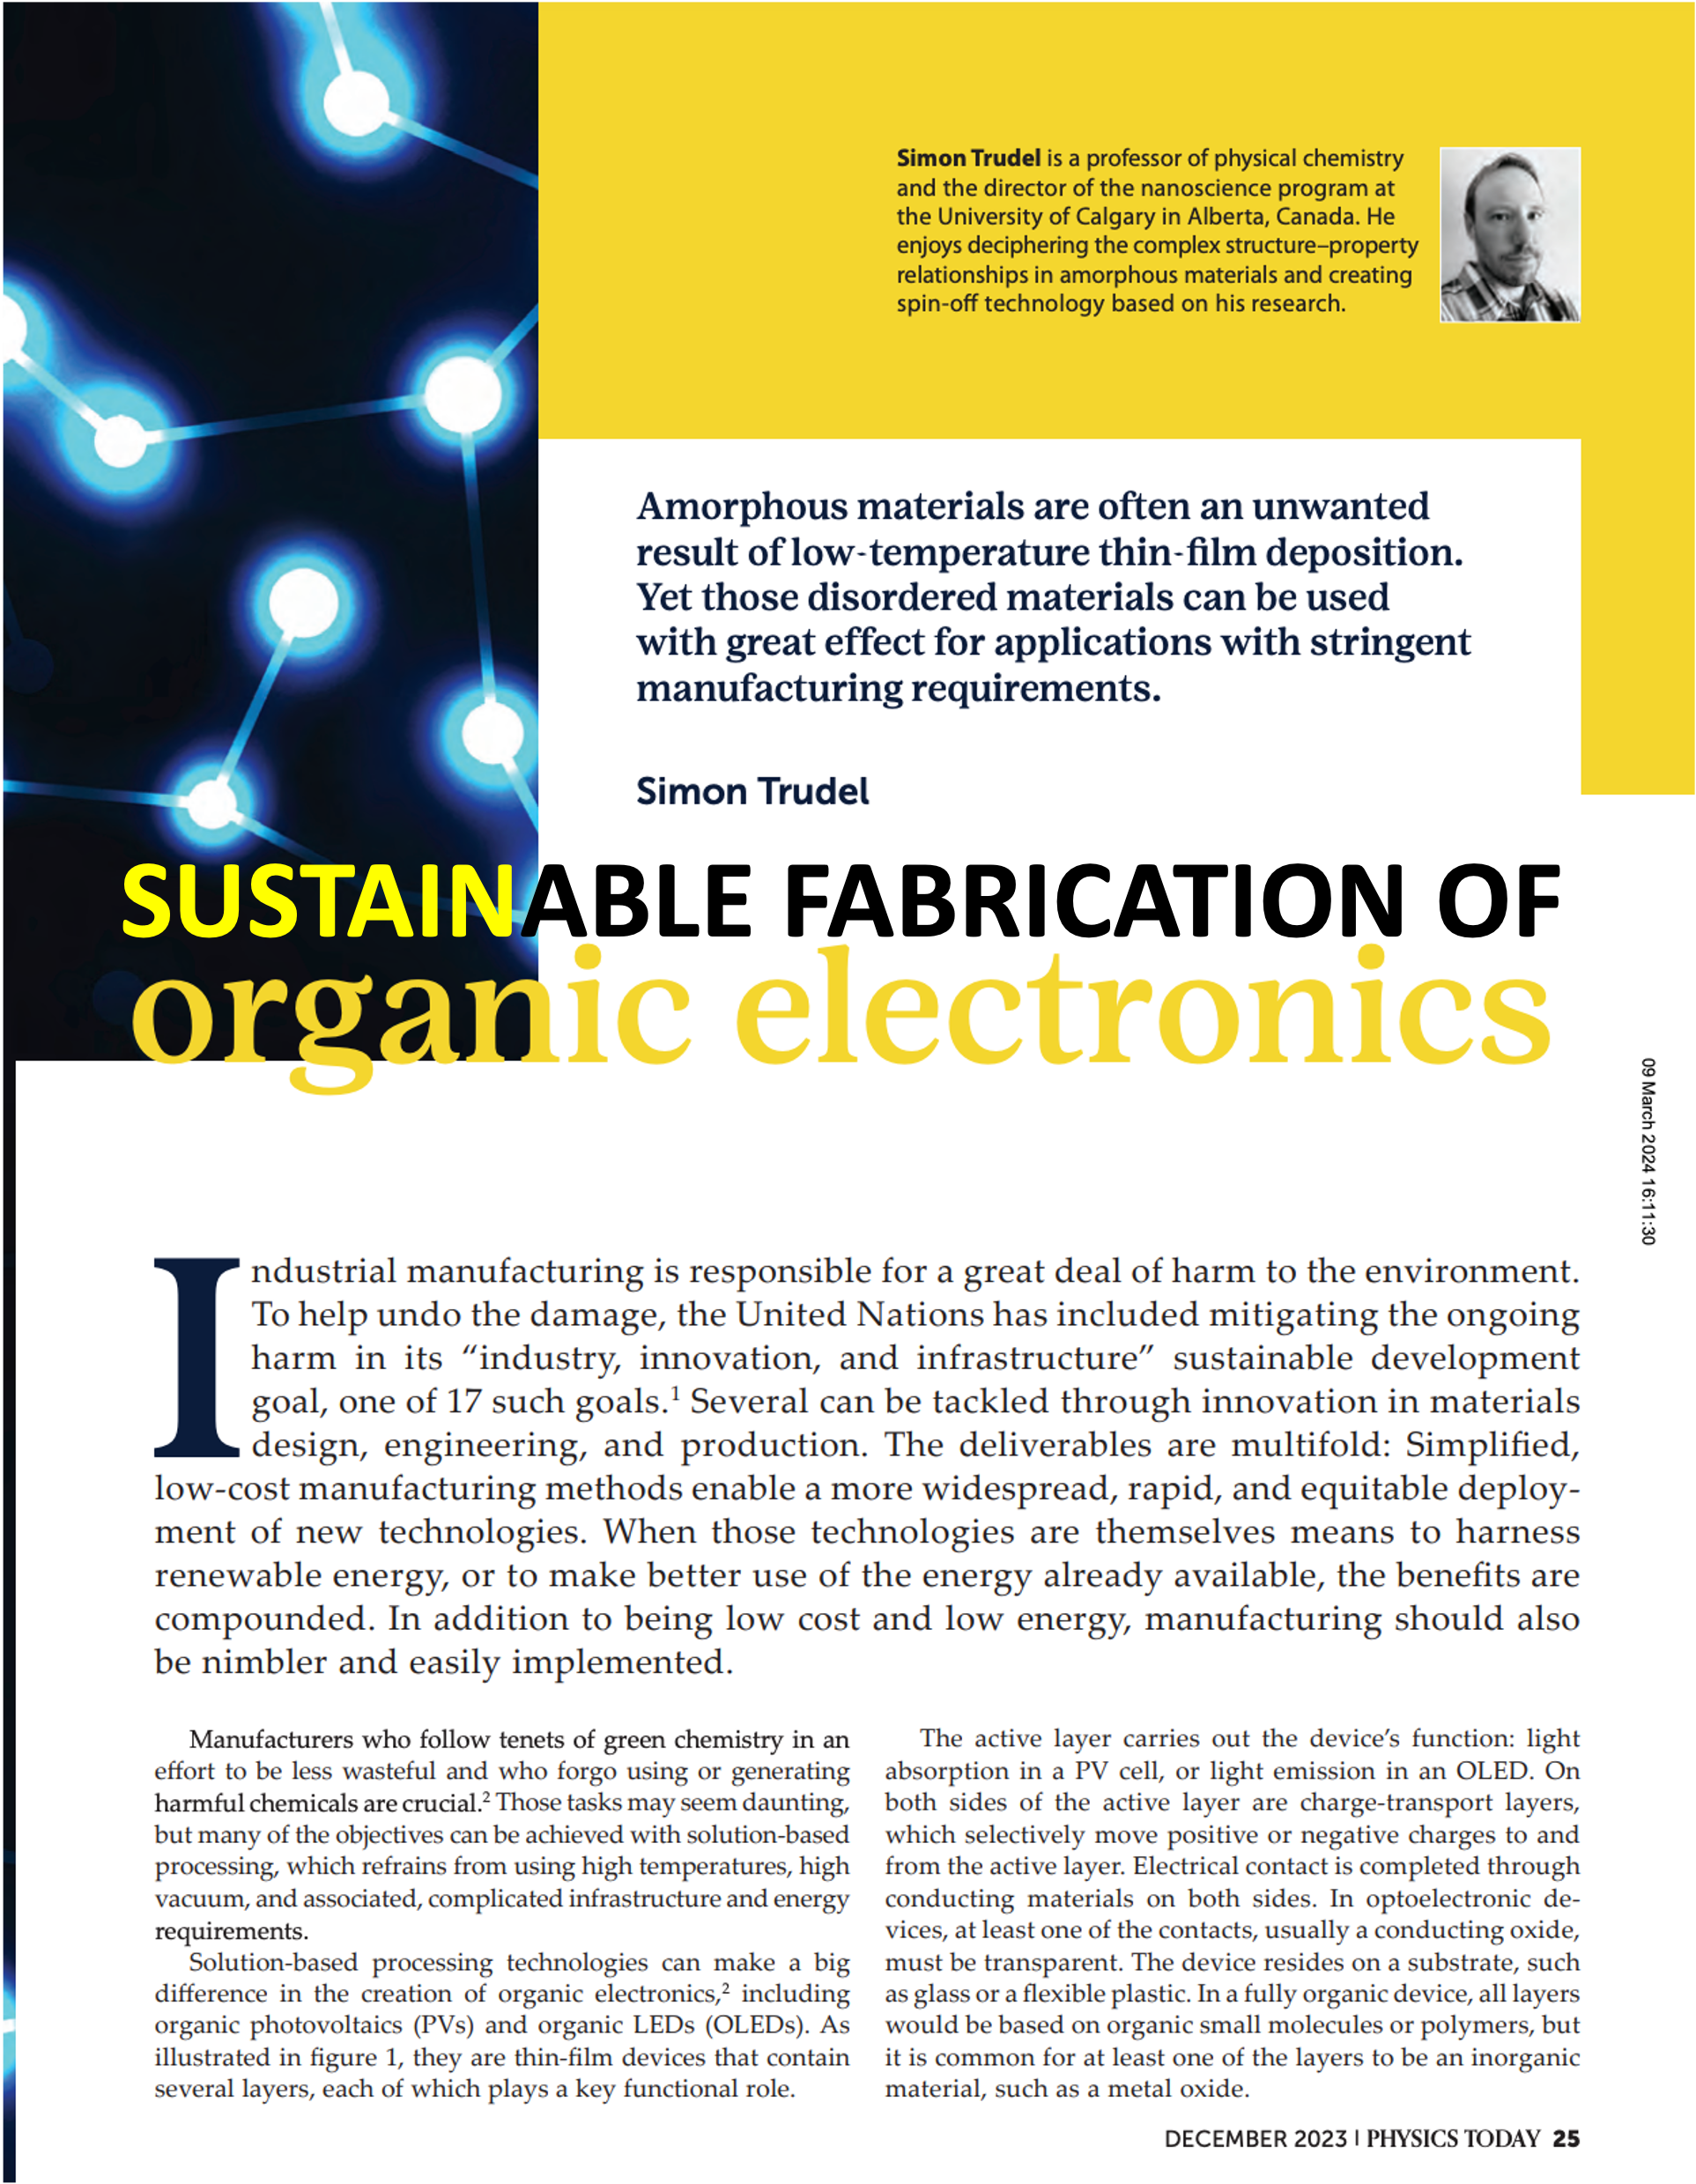 Simon Trudel is a professor of physical chemistry
and the director of the nanoscience program at
the University of Calgary in Alberta, Canada. He
enjoys deciphering the complex structure–property
relationships in amorphous materials and creating
spin-off technology based on his research.
Amorphous materials are often an unwanted
result of low-temperature thin-film deposition.
Yet those disordered materials can be used
with great effect for applications with stringent
manufacturing requirements.
Simon Trudel
SUSTAINABLE FABRICATION OF
organic electronics
09 March 2024 16:11:30
Industrial manufacturing is responsible for a great deal of harm to the environment.
To help undo the damage, the United Nations has included mitigating the ongoing
harm in its “industry, innovation, and infrastructure” sustainable development
goal, one of 17 such goals.¹ Several can be tackled through innovation in materials
design, engineering, and production. The deliverables are multifold: Simplified,
low-cost manufacturing methods enable a more widespread, rapid, and equitable deploy-
ment of new technologies. When those technologies are themselves means to harness
renewable energy, or to make better use of the energy already available, the benefits are
compounded. In addition to being low cost and low energy, manufacturing should also
be nimbler and easily implemented.
Manufacturers who follow tenets of green chemistry in an
effort to be less wasteful and who forgo using or generating
harmful chemicals are crucial.² Those tasks may seem daunting,
but many of the objectives can be achieved with solution-based
processing, which refrains from using high temperatures, high
vacuum, and associated, complicated infrastructure and energy
requirements.
Solution-based processing technologies can make a big
difference in the creation of organic electronics,² including
organic photovoltaics (PVs) and organic LEDs (OLEDs). As
illustrated in figure 1, they are thin-film devices that contain
several layers, each of which plays a key functional role.
The active layer carries out the device’s function: light
absorption in a PV cell, or light emission in an OLED. On
both sides of the active layer are charge-transport layers,
which selectively move positive or negative charges to and
from the active layer. Electrical contact is completed through
conducting materials on both sides. In optoelectronic de-
vices, at least one of the contacts, usually a conducting oxide,
must be transparent. The device resides on a substrate, such
as glass or a flexible plastic. In a fully organic device, all layers
would be based on organic small molecules or polymers, but
it is common for at least one of the layers to be an inorganic
material, such as a metal oxide.
DECEMBER 2023 | PHYSICS TODAY 25